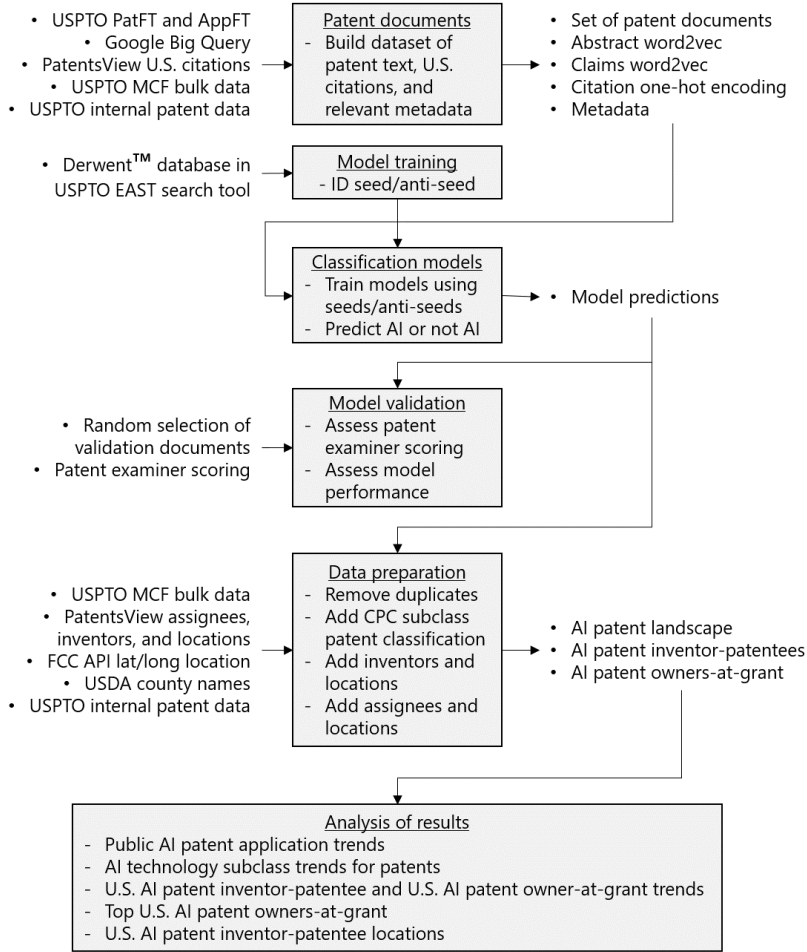 • USPTO PatFT and AppFT
• Google Big Query
• PatentsView U.S. citations
• USPTO MCF bulk data
• USPTO internal patent data
Patent documents
- Build dataset of
patent text, U.S.
citations, and
relevant metadata
• Set of patent documents
• Abstract word2vec
• Claims word2vec
• Citation one-hot encoding
• Metadata
• Derwent™ database in
USPTO EAST search tool
Model training
- ID seed/anti-seed
Classification models
- Train models using
seeds/anti-seeds
- Predict AI or not AI
• Model predictions
• Random selection of
validation documents
• Patent examiner scoring
Model validation
- Assess patent
examiner scoring
- Assess model
performance
• USPTO MCF bulk data
• PatentsView assignees,
inventors, and locations
• FCC API lat/long location
• USDA county names
• USPTO internal patent data
Data preparation
- Remove duplicates
- Add CPC subclass
patent classification
- Add inventors and
locations
- Add assignees and
locations
• AI patent landscape
• AI patent inventor-patentees
• AI patent owners-at-grant
Analysis of results
- Public AI patent application trends
- AI technology subclass trends for patents
- U.S. AI patent inventor-patentee and U.S. AI patent owner-at-grant trends
- Top U.S. AI patent owners-at-grant
- U.S. AI patent inventor-patentee locations